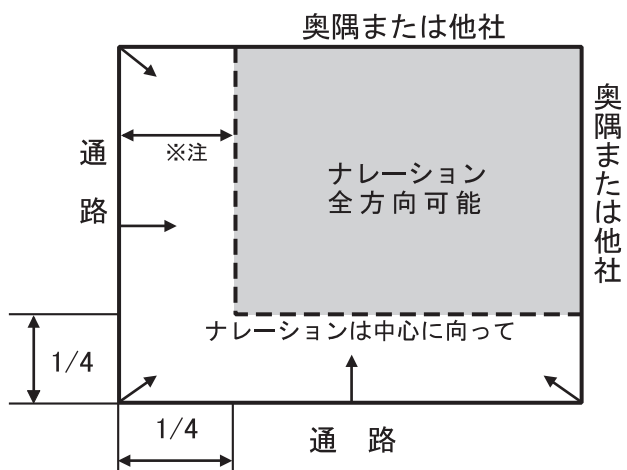 奥隅または他社
奥隅または他社
通路
※注
ナレーション
全方向可能
ナレーションは中心に向って
1/4
1/4
通 路